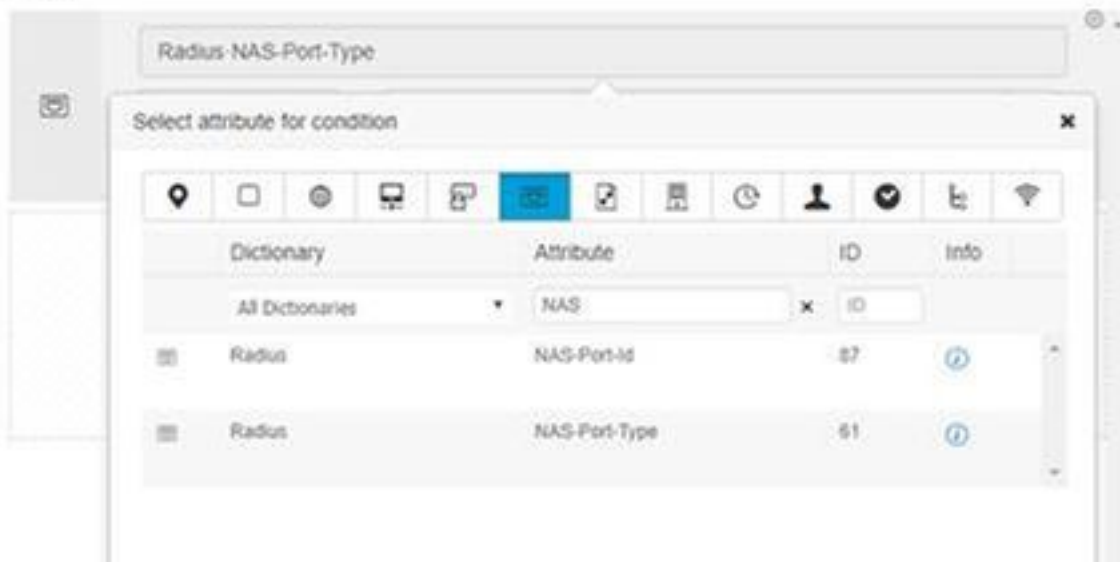 Radius·NAS-Port-Type
Select attribute for condition
Dictionary Attribute ID Info
All Dictionaries NAS ID
Radius NAS-Port-Id 87
Radius NAS-Port-Type 61